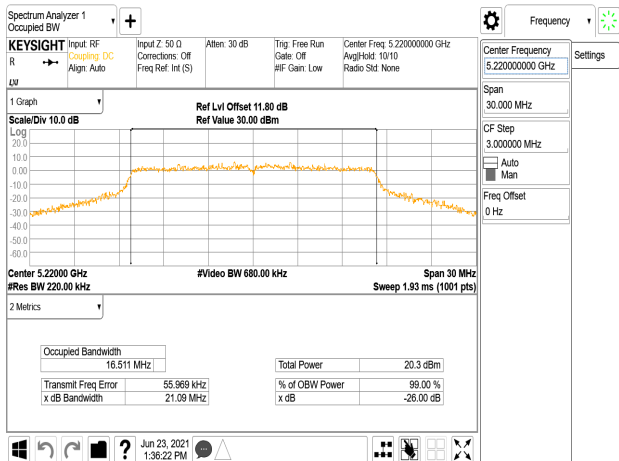 Spectrum Analyzer 1
Occupied BW
Frequency
KEYSIGHT
R
LXI
Input: RF
Coupling: DC
Align: Auto
Input Z: 50 Ω
Corrections: Off
Freq Ref: Int (S)
Atten: 30 dB
Trig: Free Run
Gate: Off
#IF Gain: Low
Center Freq: 5.220000000 GHz
Avg|Hold: 10/10
Radio Std: None
Center Frequency
5.220000000 GHz
Settings
Span
30.000 MHz
CF Step
3.000000 MHz
Auto
Man
Freq Offset
0 Hz
1 Graph
Scale/Div 10.0 dB
Ref Lvl Offset 11.80 dB
Ref Value 30.00 dBm
Log
20.0
10.0
0.00
-10.0
-20.0
-30.0
-40.0
-50.0
-60.0
Center 5.22000 GHz
#Res BW 220.00 kHz
#Video BW 680.00 kHz
Span 30 MHz
Sweep 1.93 ms (1001 pts)
2 Metrics
Occupied Bandwidth
16.511 MHz
Total Power 20.3 dBm
Transmit Freq Error 55.969 kHz
% of OBW Power 99.00 %
x dB Bandwidth 21.09 MHz
x dB -26.00 dB
?
Jun 23, 2021
1:36:22 PM